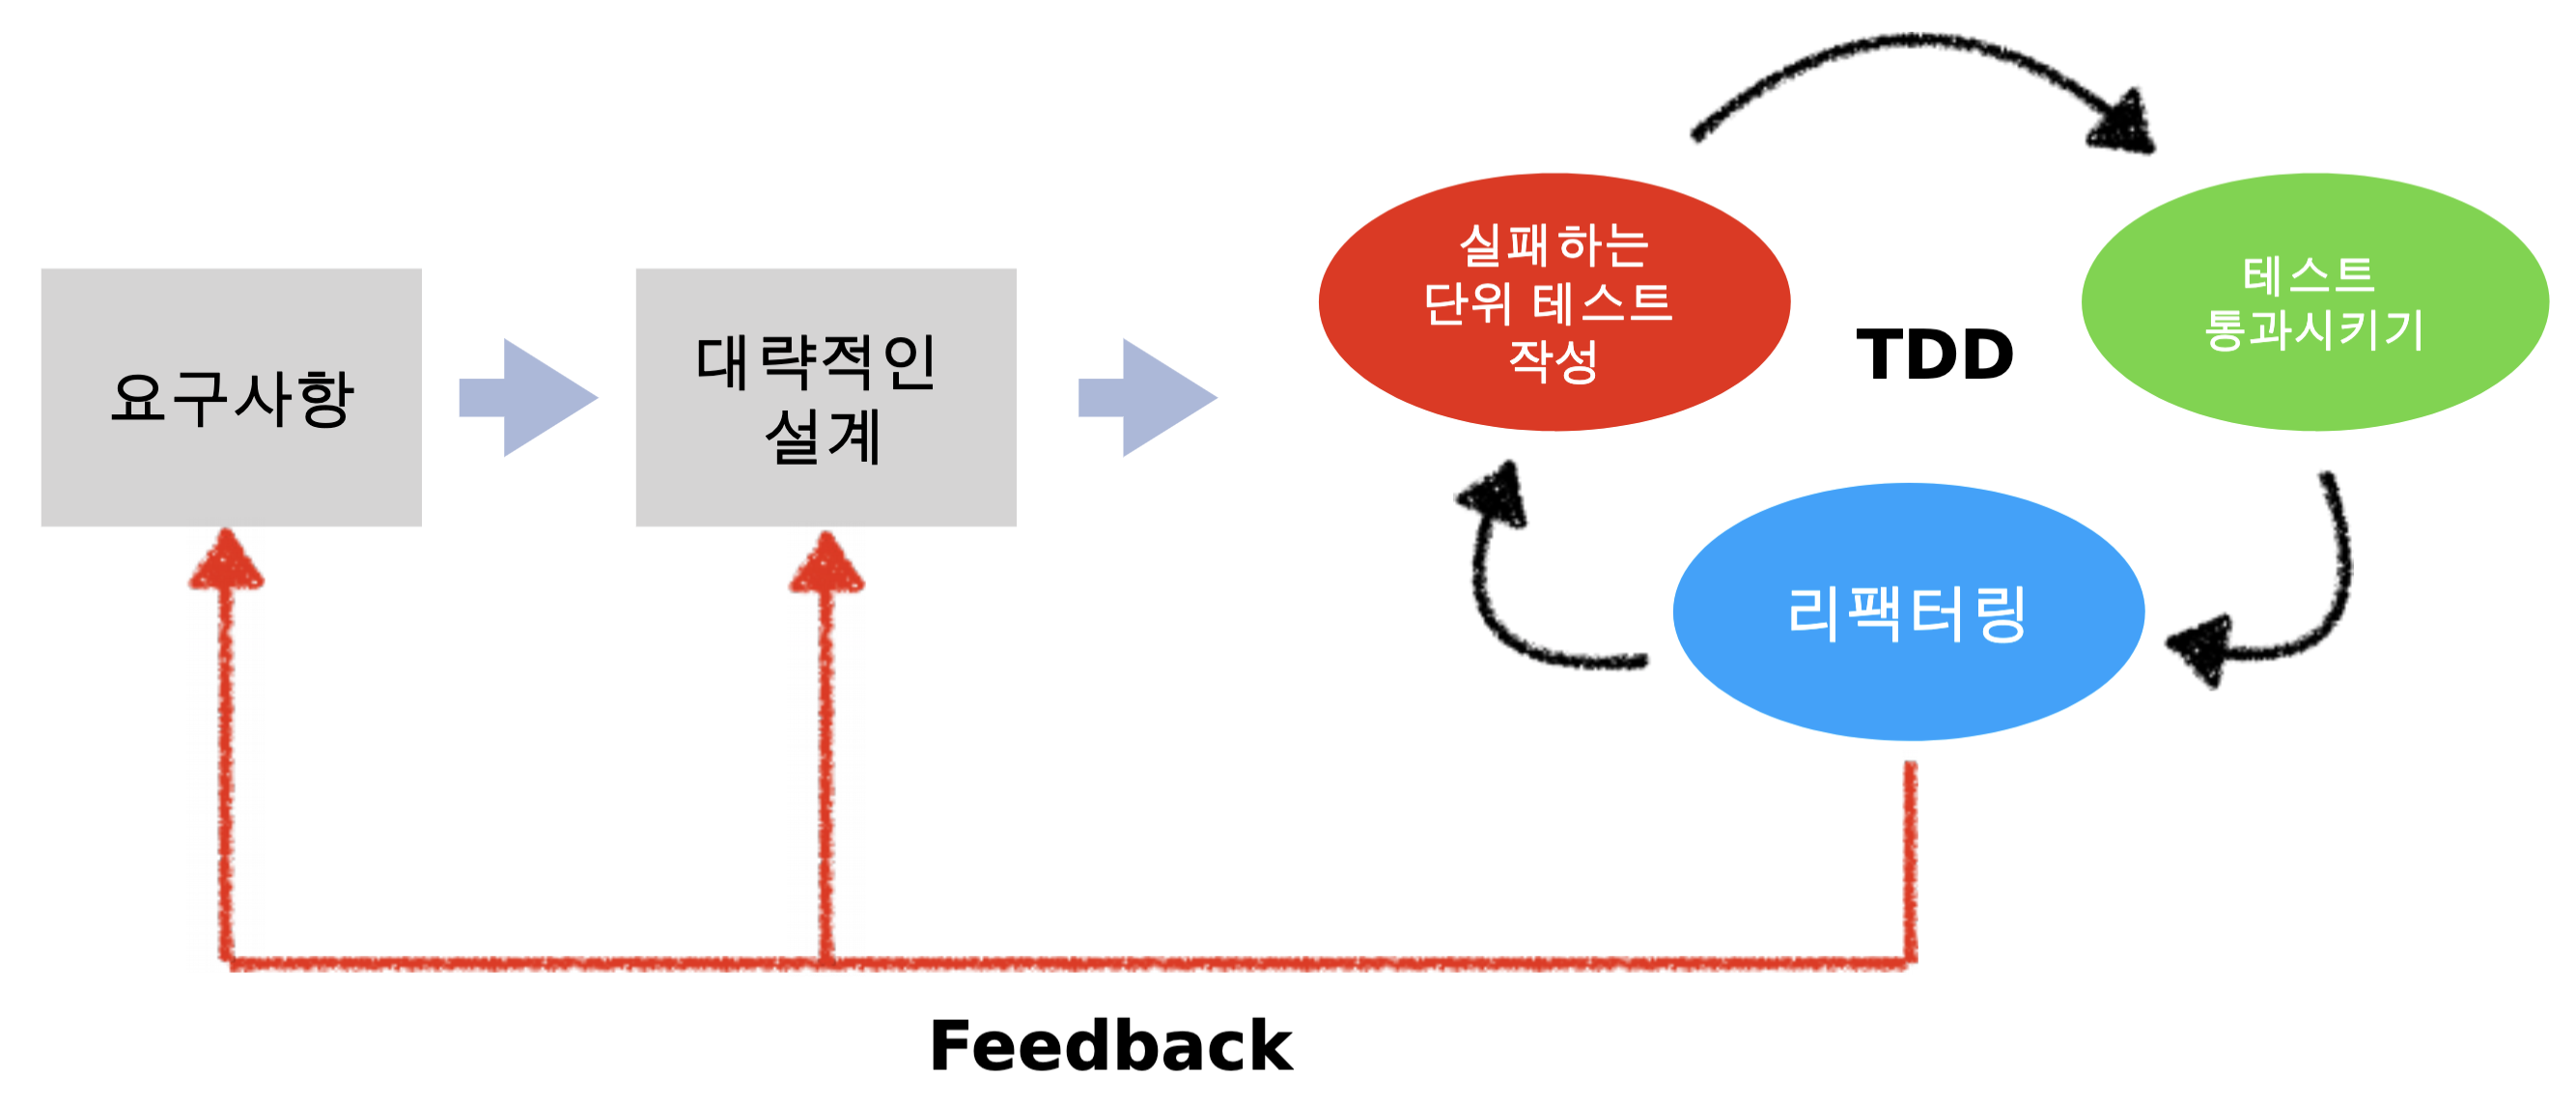 요구사항
대략적인
설계
실패하는
단위 테스트
작성
TDD
테스트
통과시키기
리팩터링
Feedback